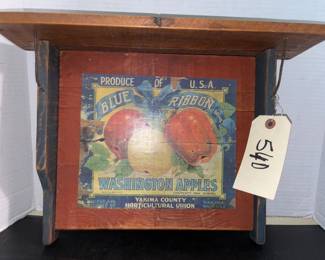 PRODUCE OF U.S.A
BLUE RIBBON
WASHINGTON APPLES
YAKIMA COUNTY
HORTICULTURAL UNION
540